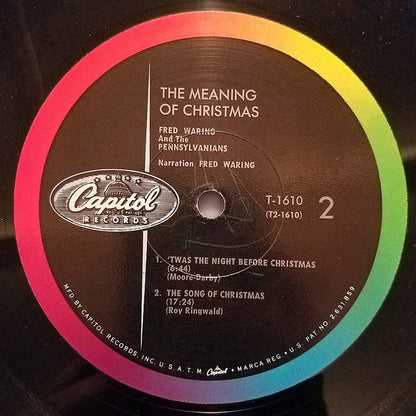 THE MEANING
OF CHRISTMAS
FRED WARING
And The
PENNSYLVANIANS
Narration FRED WARING
Capitol
RECORDS
T-1610
(T2-1610)
2
1. 'TWAS THE NIGHT BEFORE CHRISTMAS
(6:44)
(Moore-Darby)
2. THE SONG OF CHRISTMAS
(17:24)
(Roy Ringwald)
MFD. BY CAPITOL RECORDS, INC. U.S.A. T.M. Capitol MARCA REG. U.S. PAT. NO. 2,631,859